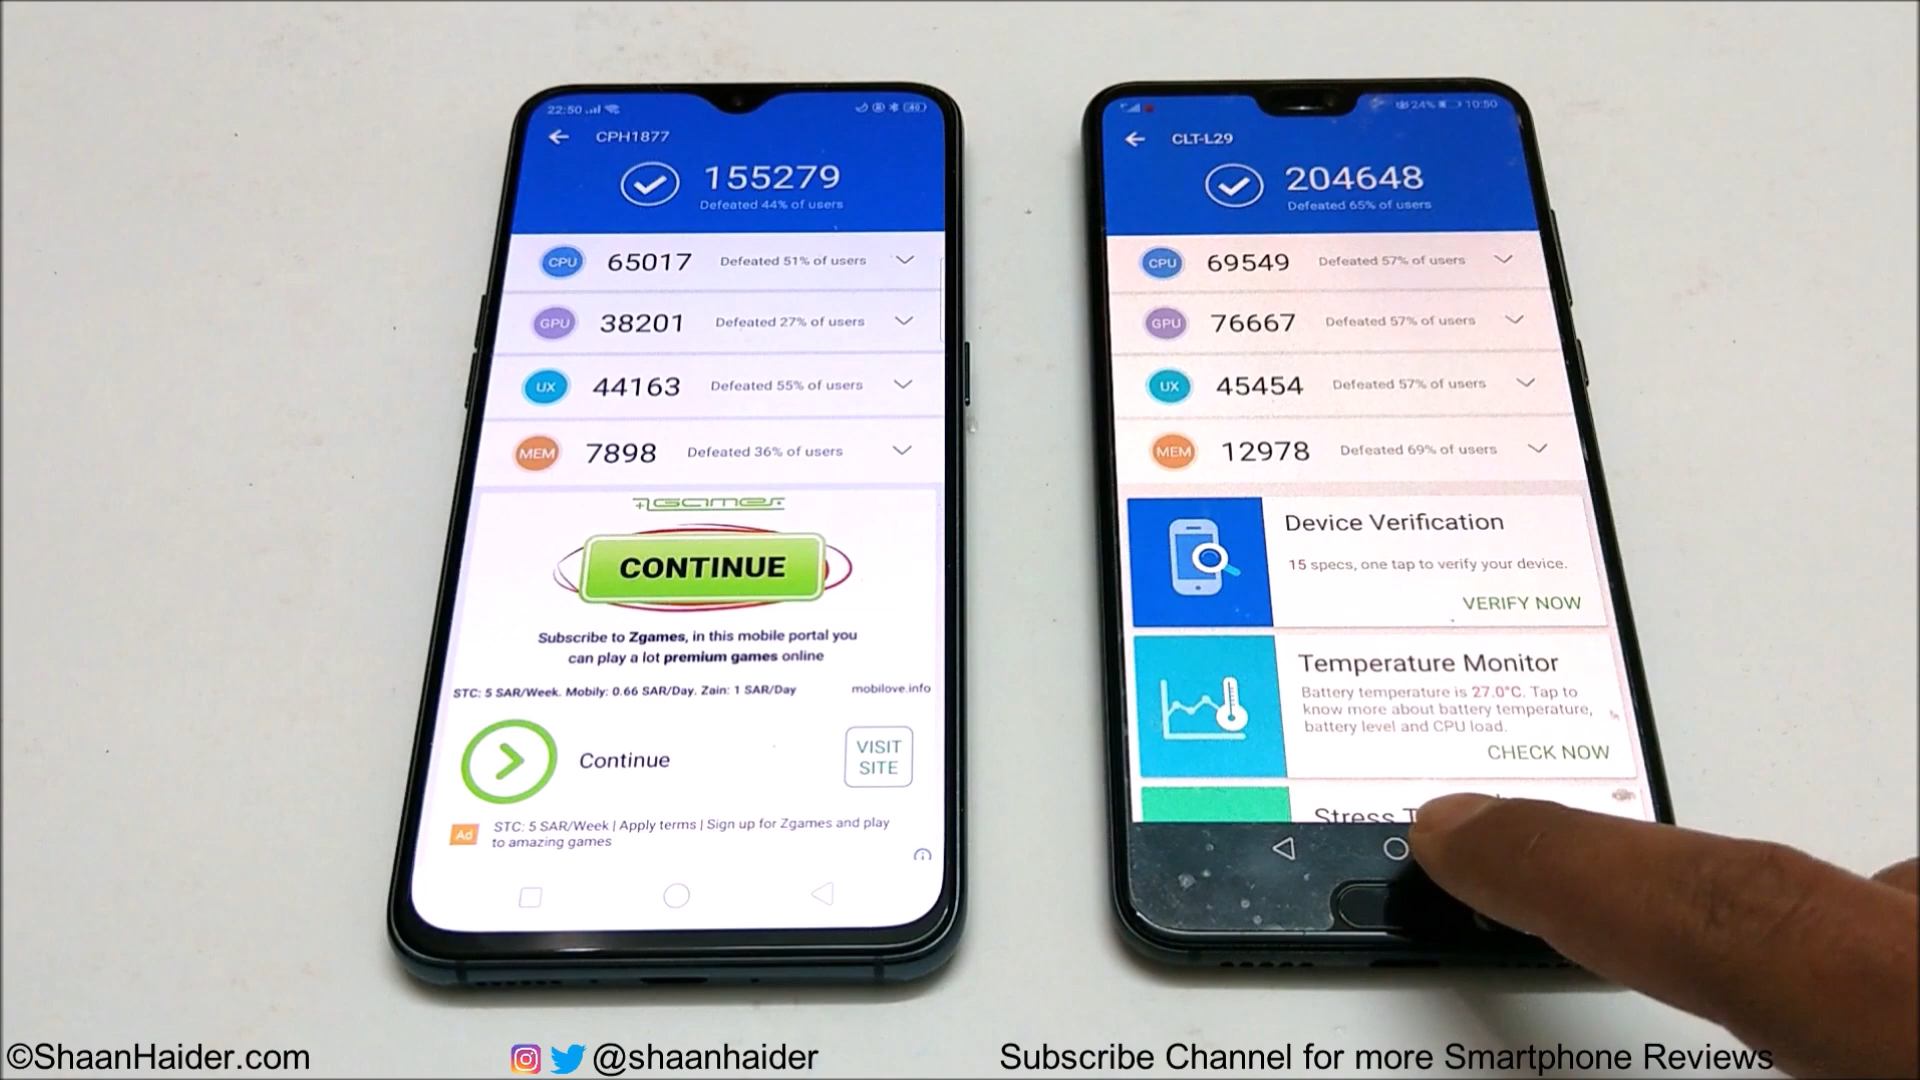 22:50
CPH1877
155279
Defeated 44% of users
CPU 65017 Defeated 51% of users
GPU 38201 Defeated 27% of users
UX 44163 Defeated 55% of users
MEM 7898 Defeated 36% of users
ZGames
CONTINUE
Subscribe to Zgames, in this mobile portal you
can play a lot premium games online
STC: 5 SAR/Week. Mobily: 0.66 SAR/Day. Zain: 1 SAR/Day mobilove.info
Continue
VISIT
SITE
Ad
STC: 5 SAR/Week | Apply terms | Sign up for Zgames and play
to amazing games
24% 10:50
CLT-L29
204648
Defeated 65% of users
CPU 69549 Defeated 57% of users
GPU 76667 Defeated 57% of users
UX 45454 Defeated 57% of users
MEM 12978 Defeated 69% of users
Device Verification
15 specs, one tap to verify your device.
VERIFY NOW
Temperature Monitor
Battery temperature is 27.0°C. Tap to
know more about battery temperature,
battery level and CPU load.
CHECK NOW
Stress
©ShaanHaider.com @shaanhaider Subscribe Channel for more Smartphone Reviews